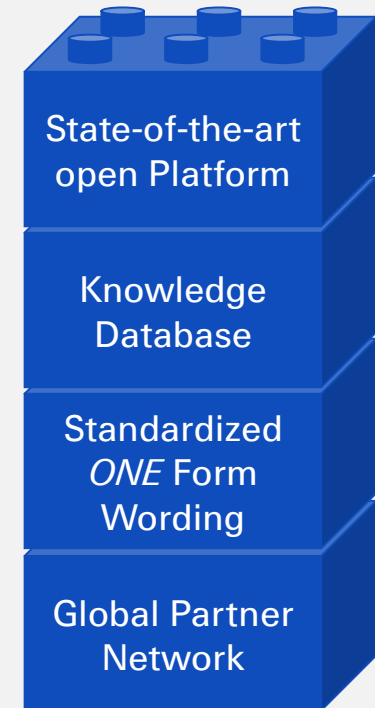 State-of-the-art
open Platform
Knowledge
Database
Standardized
ONE Form
Wording
Global Partner
Network